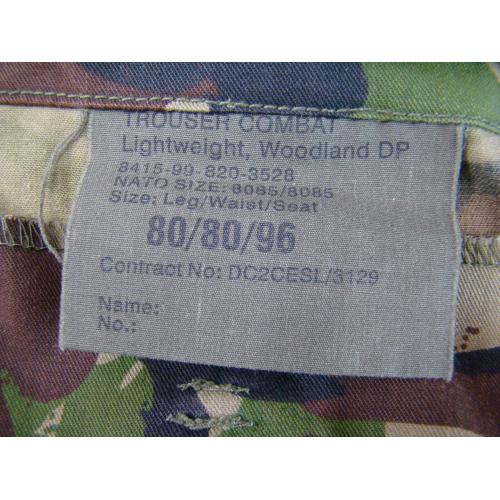 TROUSER COMBAT
Lightweight, Woodland DP
8415-99-820-3528
NATO SIZE: 8085/8085
Size: Leg/Waist/Seat
80/80/96
Contract No: DC2CESL/3129
Name:
No.: